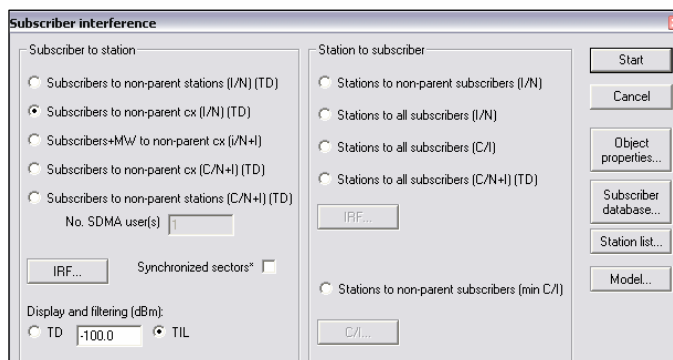 Subscriber interference
Subscriber to station
Subscribers to non-parent stations (I/N) (TD)
Subscribers to non-parent cx (I/N) (TD)
Subscribers+MW to non-parent cx (i/N+I)
Subscribers to non-parent cx (C/N+I) (TD)
Subscribers to non-parent stations (C/N+I) (TD)
No. SDMA user(s) 1
IRF...
Synchronized sectors*
Display and filtering (dBm):
TD -100.0 TIL
Station to subscriber
Stations to non-parent subscribers (I/N)
Stations to all subscribers (I/N)
Stations to all subscribers (C/I)
Stations to all subscribers (C/N+I) (TD)
IRF...
Stations to non-parent subscribers (min C/I)
C/I...
Start
Cancel
Object
properties...
Subscriber
database...
Station list...
Model...